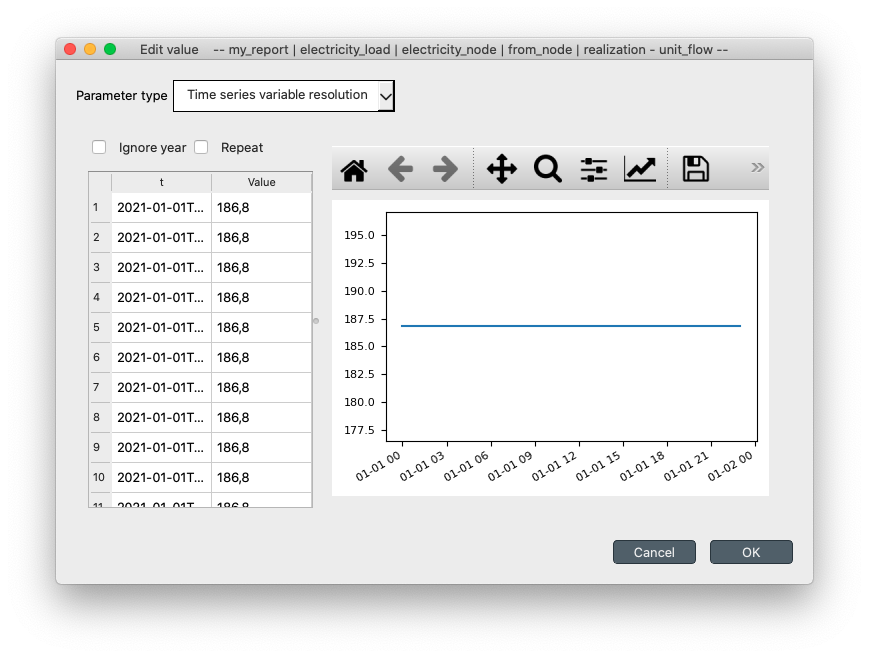 Edit value -- my_report | electricity_load | electricity_node | from_node | realization - unit_flow --
Parameter type Time series variable resolution
Ignore year Repeat
t Value
1 2021-01-01T... 186,8
2 2021-01-01T... 186,8
3 2021-01-01T... 186,8
4 2021-01-01T... 186,8
5 2021-01-01T... 186,8
6 2021-01-01T... 186,8
7 2021-01-01T... 186,8
8 2021-01-01T... 186,8
9 2021-01-01T... 186,8
10 2021-01-01T... 186,8
11 2021-01-01T... 186,8
»
195.0
192.5
190.0
187.5
185.0
182.5
180.0
177.5
01-01 00 01-01 03 01-01 06 01-01 09 01-01 12 01-01 15 01-01 18 01-01 21 01-02 00
Cancel OK